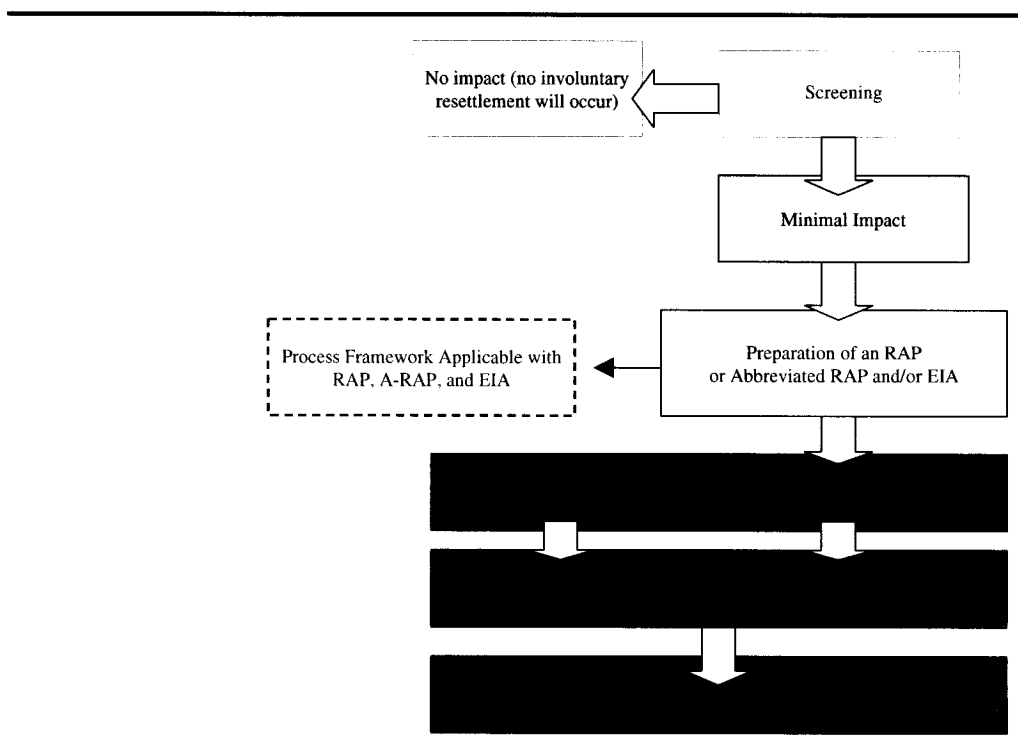 No impact (no involuntary
resettlement will occur)
Screening
Minimal Impact
Process Framework Applicable with
RAP, A-RAP, and EIA
Preparation of an RAP
or Abbreviated RAP and/or EIA